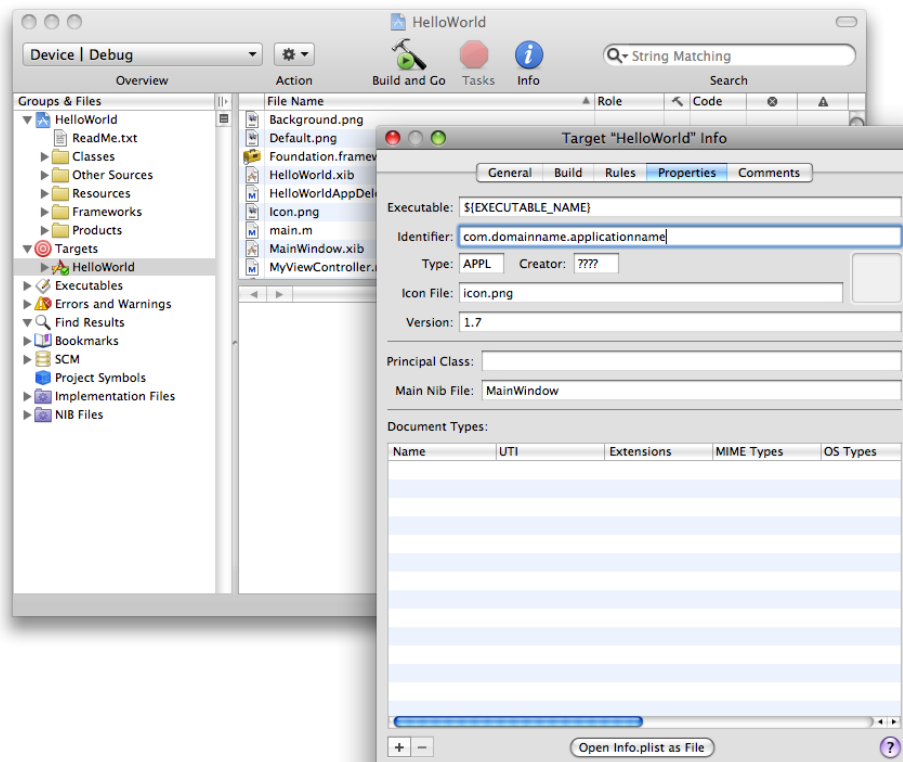 HelloWorld
Device | Debug
Overview
Action
Build and Go
Tasks
Info
String Matching
Search
Groups & Files
HelloWorld
ReadMe.txt
Classes
Other Sources
Resources
Frameworks
Products
Targets
HelloWorld
Executables
Errors and Warnings
Find Results
Bookmarks
SCM
Project Symbols
Implementation Files
NIB Files
File Name
Role
Code
Background.png
Default.png
Foundation.framew
HelloWorld.xib
HelloWorldAppDel
Icon.png
main.m
MainWindow.xib
MyViewController.
Target "HelloWorld" Info
General Build Rules Properties Comments
Executable: ${EXECUTABLE_NAME}
Identifier: com.domainname.applicationname
Type: APPL Creator: ????
Icon File: icon.png
Version: 1.7
Principal Class:
Main Nib File: MainWindow
Document Types:
Name UTI Extensions MIME Types OS Types
+ −
Open Info.plist as File
?